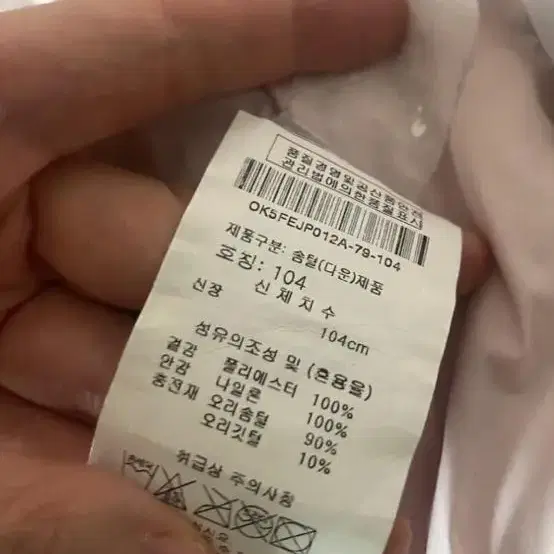 품질경영및공산품안전
관리법에의한품질표시
OK5FEJP012A-79-104
제품구분: 솜털(다운)제품
호칭: 104
신체치수
신장 104cm
섬유의조성 및 (혼용율)
겉감 폴리에스터 100%
안감 나일론 100%
충전재 오리솜털 90%
오리깃털 10%
취급상 주의사항